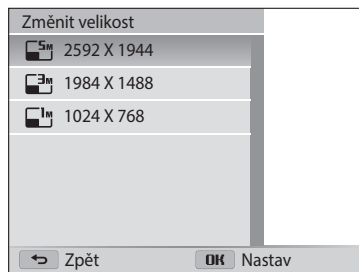 Změnit velikost
5M 2592 X 1944
3M 1984 X 1488
1M 1024 X 768
Zpět OK Nastav